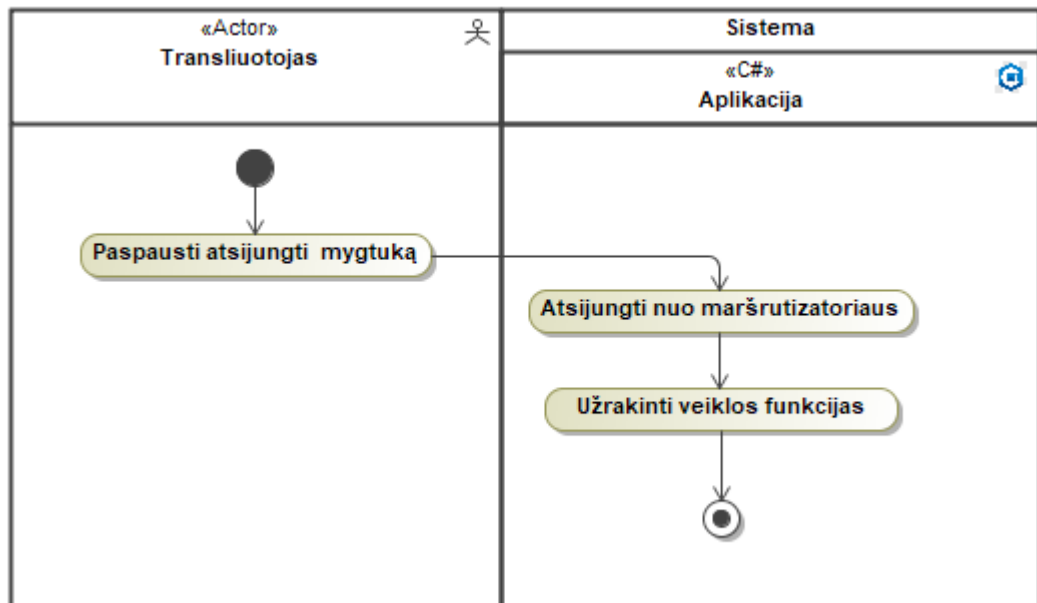 «Actor»
Transliuotojas
Sistema
«C#»
Aplikacija
Paspausti atsijungti  mygtuką
Atsijungti nuo maršrutizatoriaus
Užrakinti veiklos funkcijas